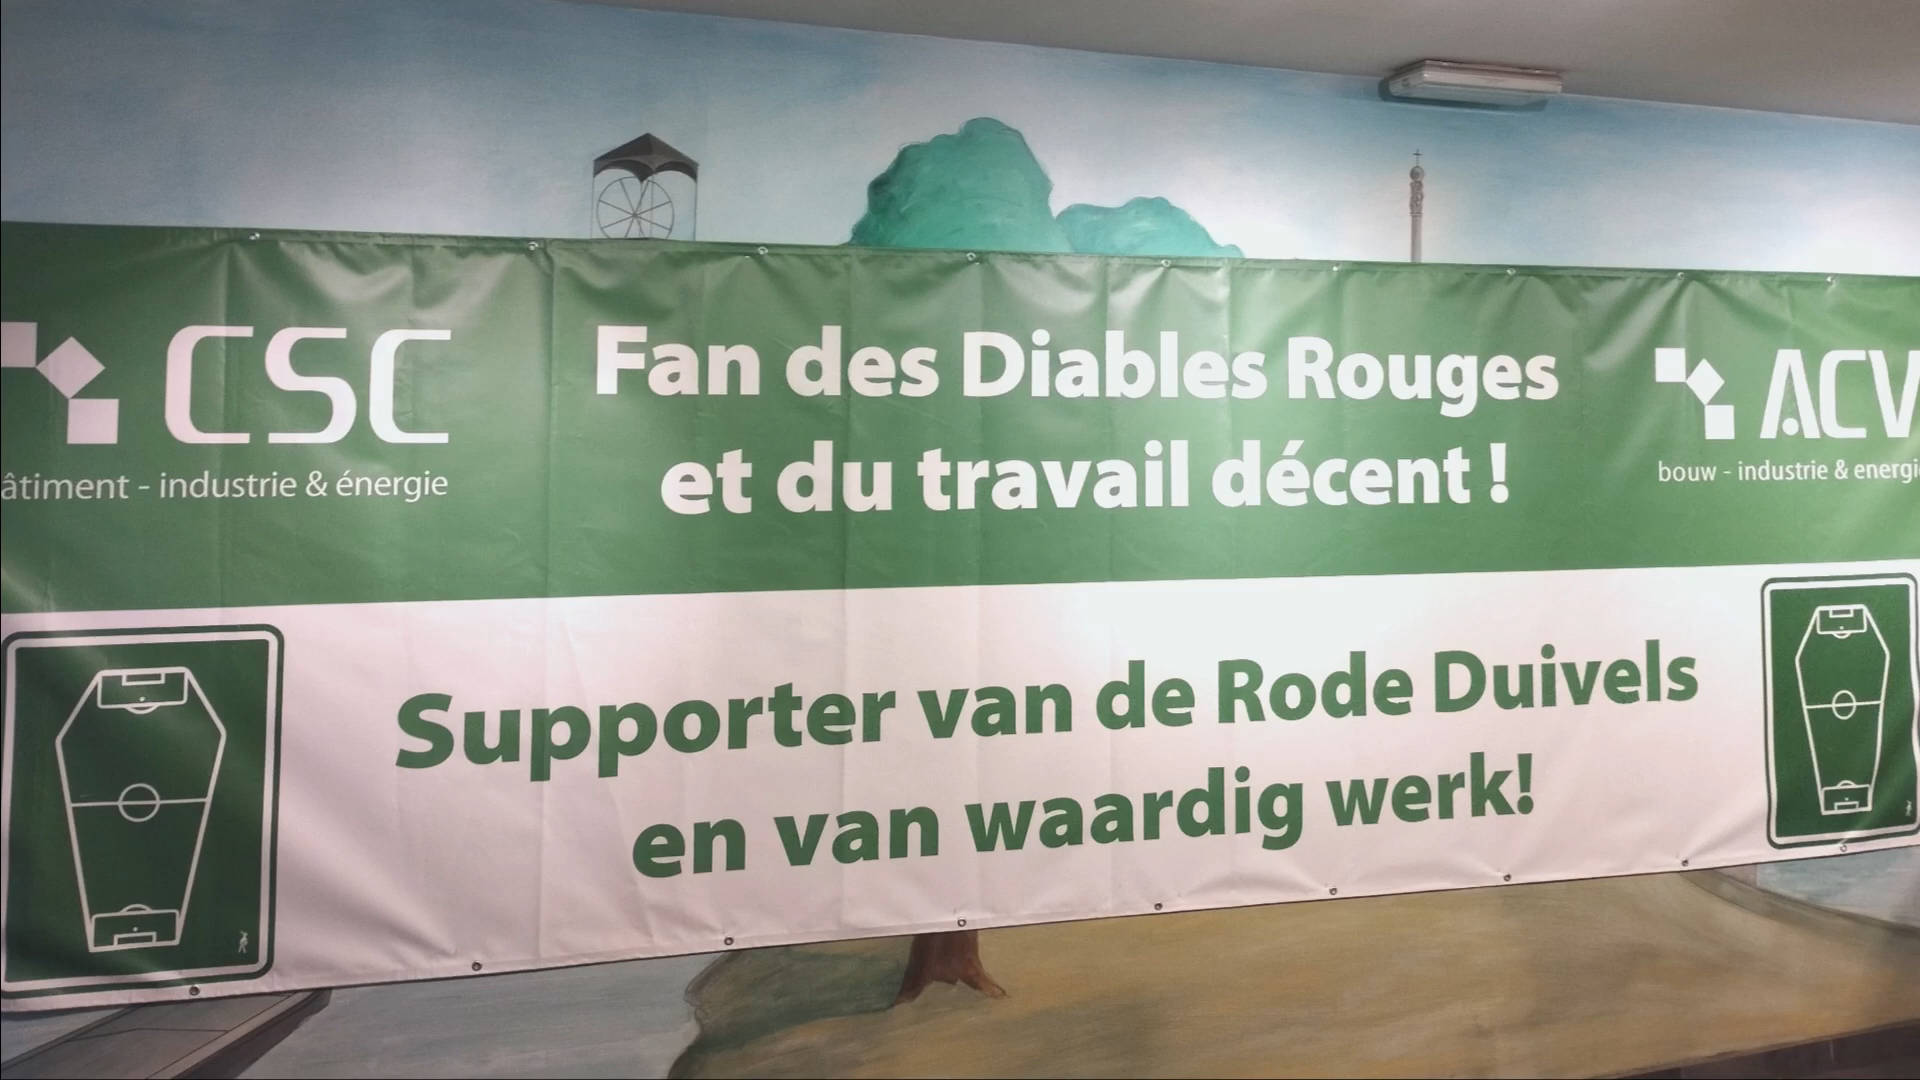 CSC
âtiment - industrie & énergie
Fan des Diables Rouges
et du travail décent !
ACV
bouw - industrie & energie
Supporter van de Rode Duivels
en van waardig werk!